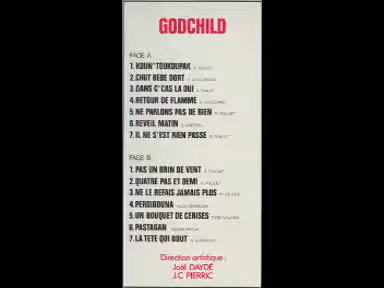 GODCHILD
FACE A
1. KOUN'TOUKOUPAK
2. CHUT BEBE DORT
3. DANS C'CAS LA OUI
4. RETOUR DE FLAMME
5. NE PARLONS PAS DE RIEN
6. REVEIL MATIN
7. IL NE S'EST RIEN PASSE
FACE B
1. PAS UN BRIN DE VENT
2. QUATRE PAS ET DEMI
3. NE LE REFAIS JAMAIS PLUS
4. PERDIBOUNA
5. UN BOUQUET DE CERISES
6. PASTAGAN
7. LA TETE QUI BOUT
Direction artistique :
Joël DAYDÉ
J.C PIERRIC